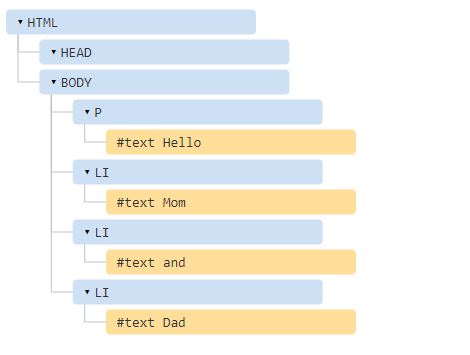 ▾ HTML
▾ HEAD
▾ BODY
▾ P
#text Hello
▾ LI
#text Mom
▾ LI
#text and
▾ LI
#text Dad